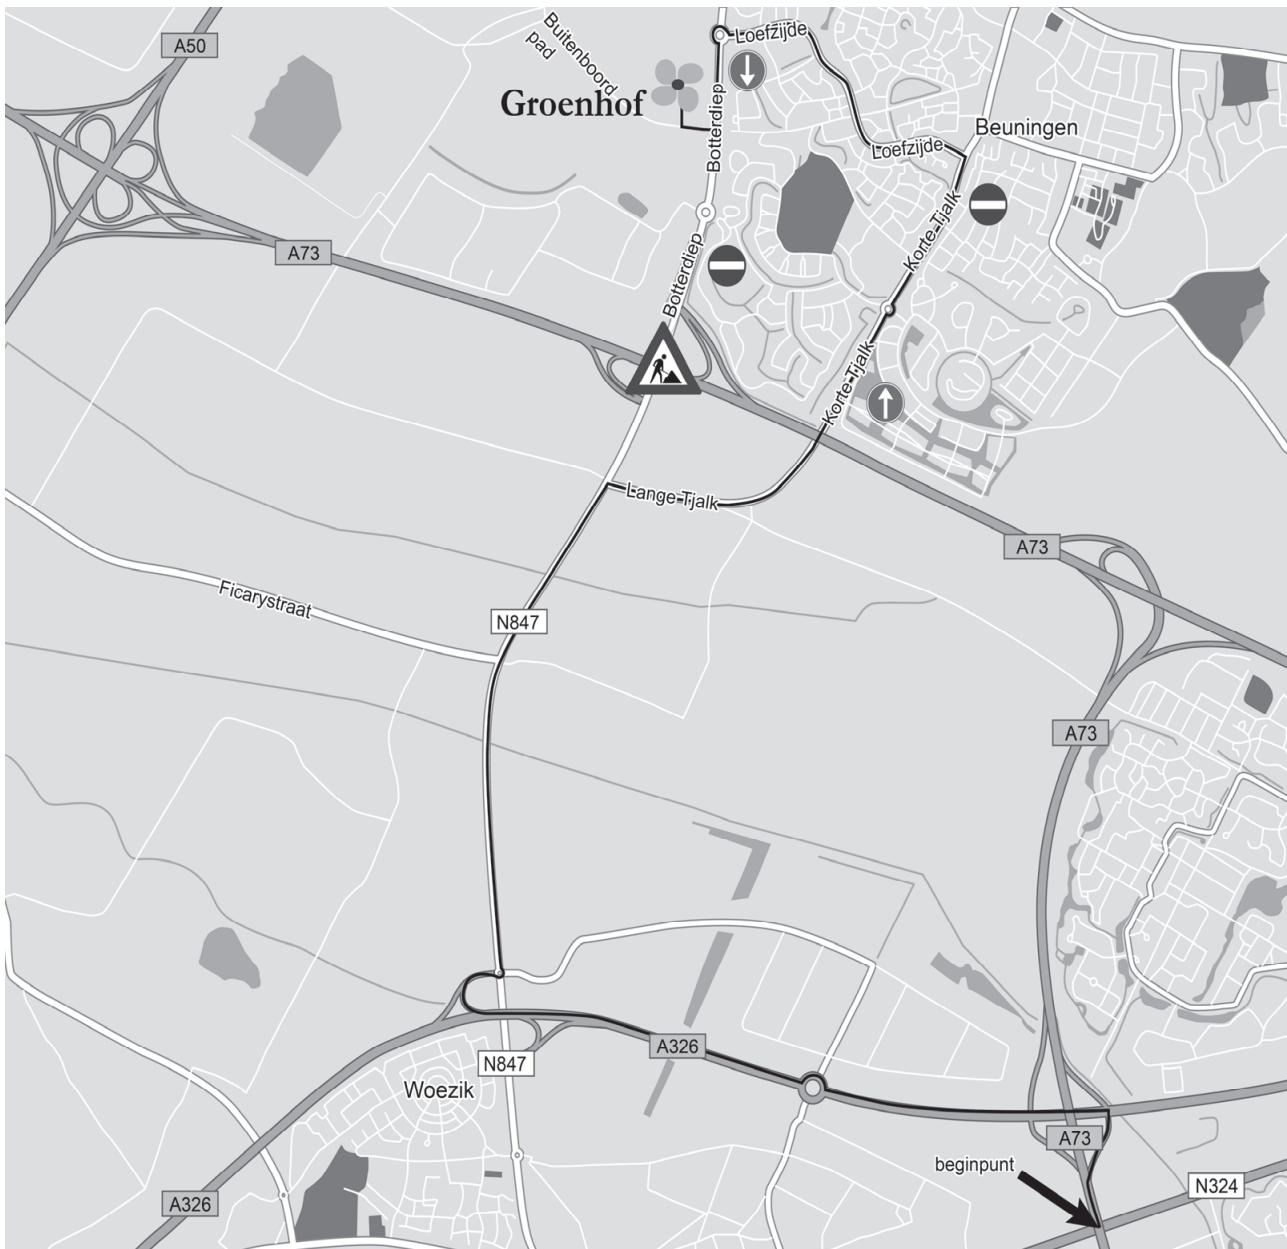 A50
Buitenboord
pad
Loefzijde
Groenhof
Botterdiep
Beuningen
Loefzijde
A73
Botterdiep
Korte Tjalk
Korte Tjalk
Lange Tjalk
A73
Ficarystraat
N847
A73
A326
N847
Woezik
A73
beginpunt
N324
A326